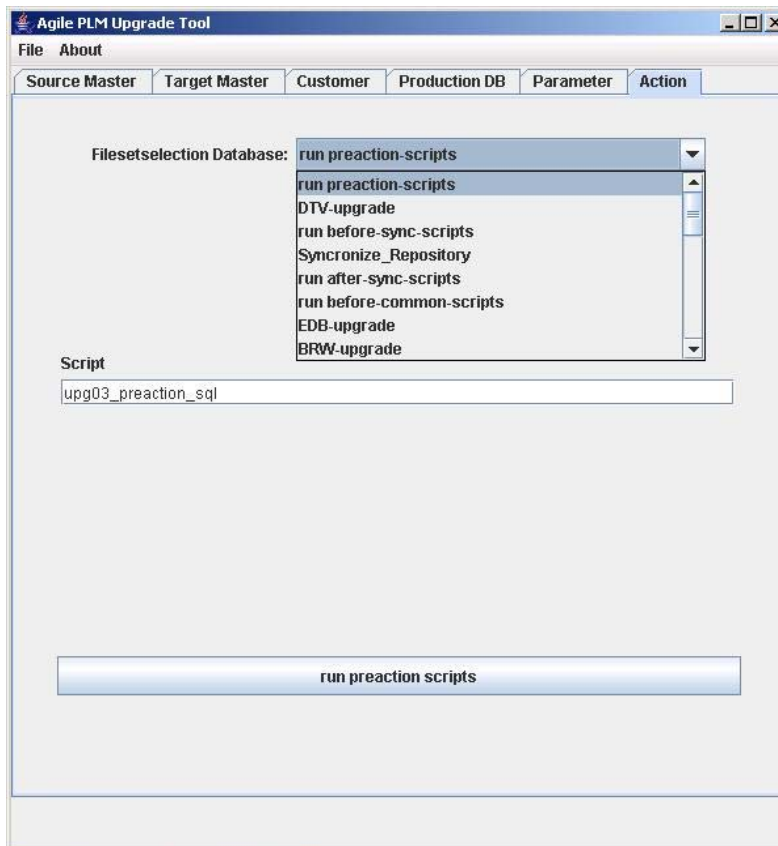 Agile PLM Upgrade Tool
File About
Source Master Target Master Customer Production DB Parameter Action
Filesetselection Database: run preaction-scripts
run preaction-scripts
DTV-upgrade
run before-sync-scripts
Syncronize_Repository
run after-sync-scripts
run before-common-scripts
EDB-upgrade
BRW-upgrade
Script
upg03_preaction_sql
run preaction scripts